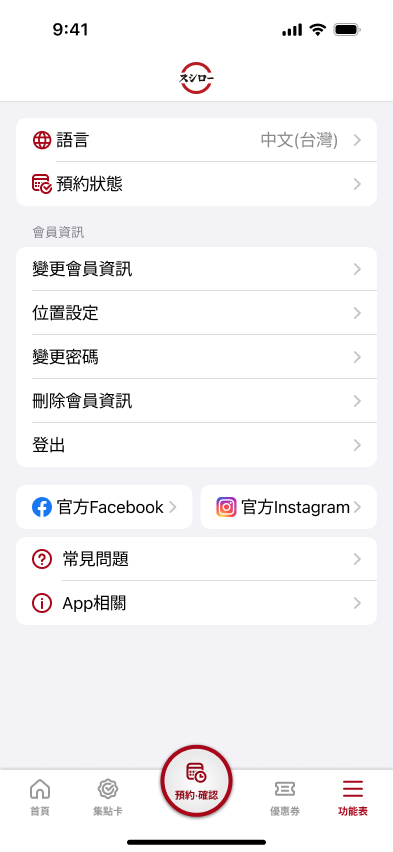 9:41
スシロー
語言
中文(台灣)
預約狀態
會員資訊
變更會員資訊
位置設定
變更密碼
刪除會員資訊
登出
官方Facebook
官方Instagram
常見問題
App相關
首頁
集點卡
預約·確認
優惠券
功能表